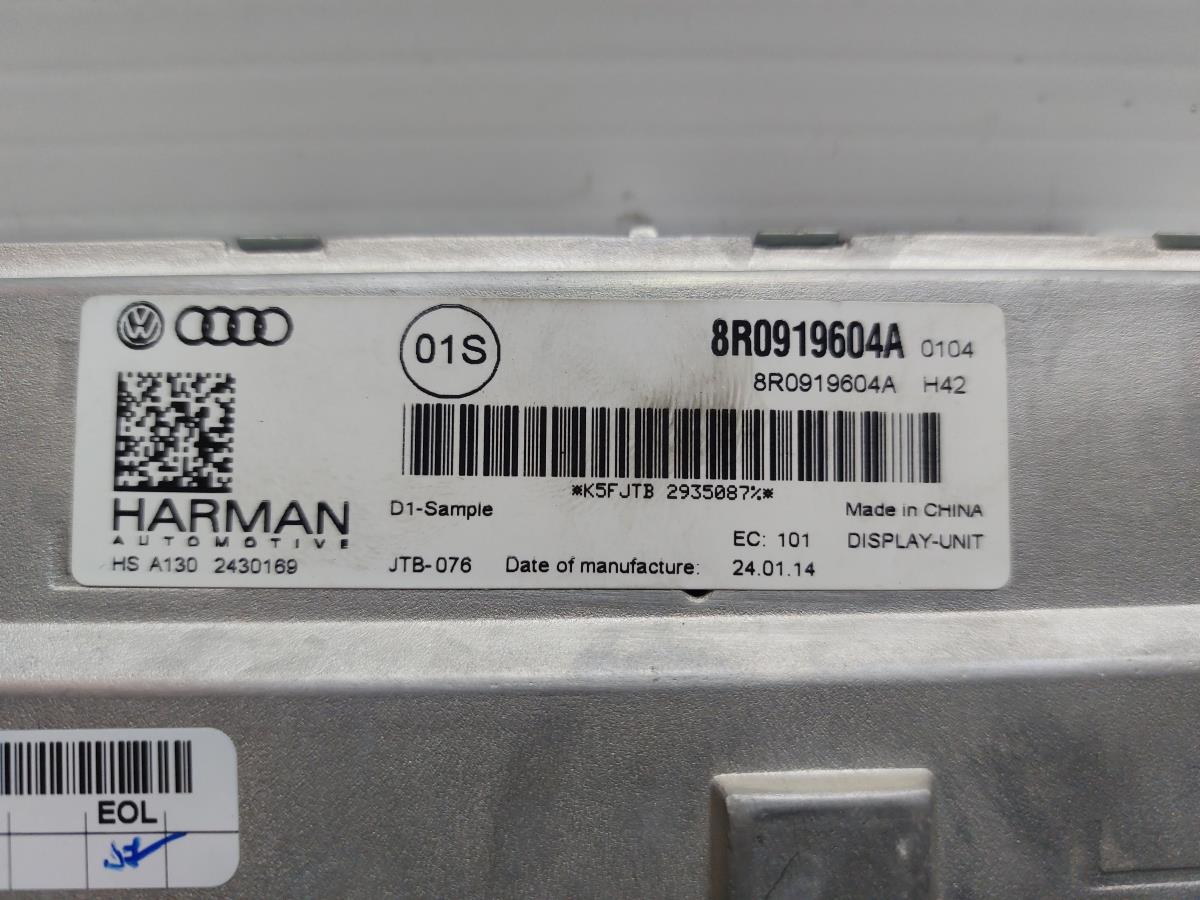 01S
8R0919604A 0104
8R0919604A H42
*K5FJTB 2935087%*
HARMAN
AUTOMOTIVE
D1-Sample
Made in CHINA
EC: 101 DISPLAY-UNIT
HS A130 2430169
JTB-076 Date of manufacture: 24.01.14
EOL